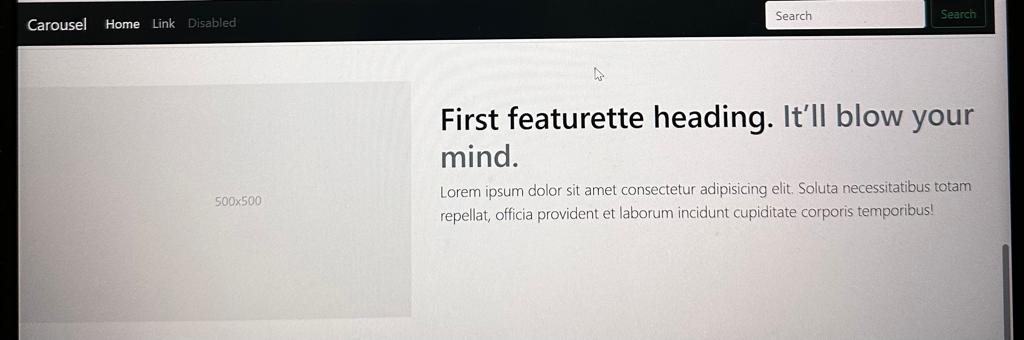 Carousel Home Link Disabled Search Search
First featurette heading. It'll blow your
mind.
Lorem ipsum dolor sit amet consectetur adipisicing elit. Soluta necessitatibus totam
repellat, officia provident et laborum incidunt cupiditate corporis temporibus!
500x500